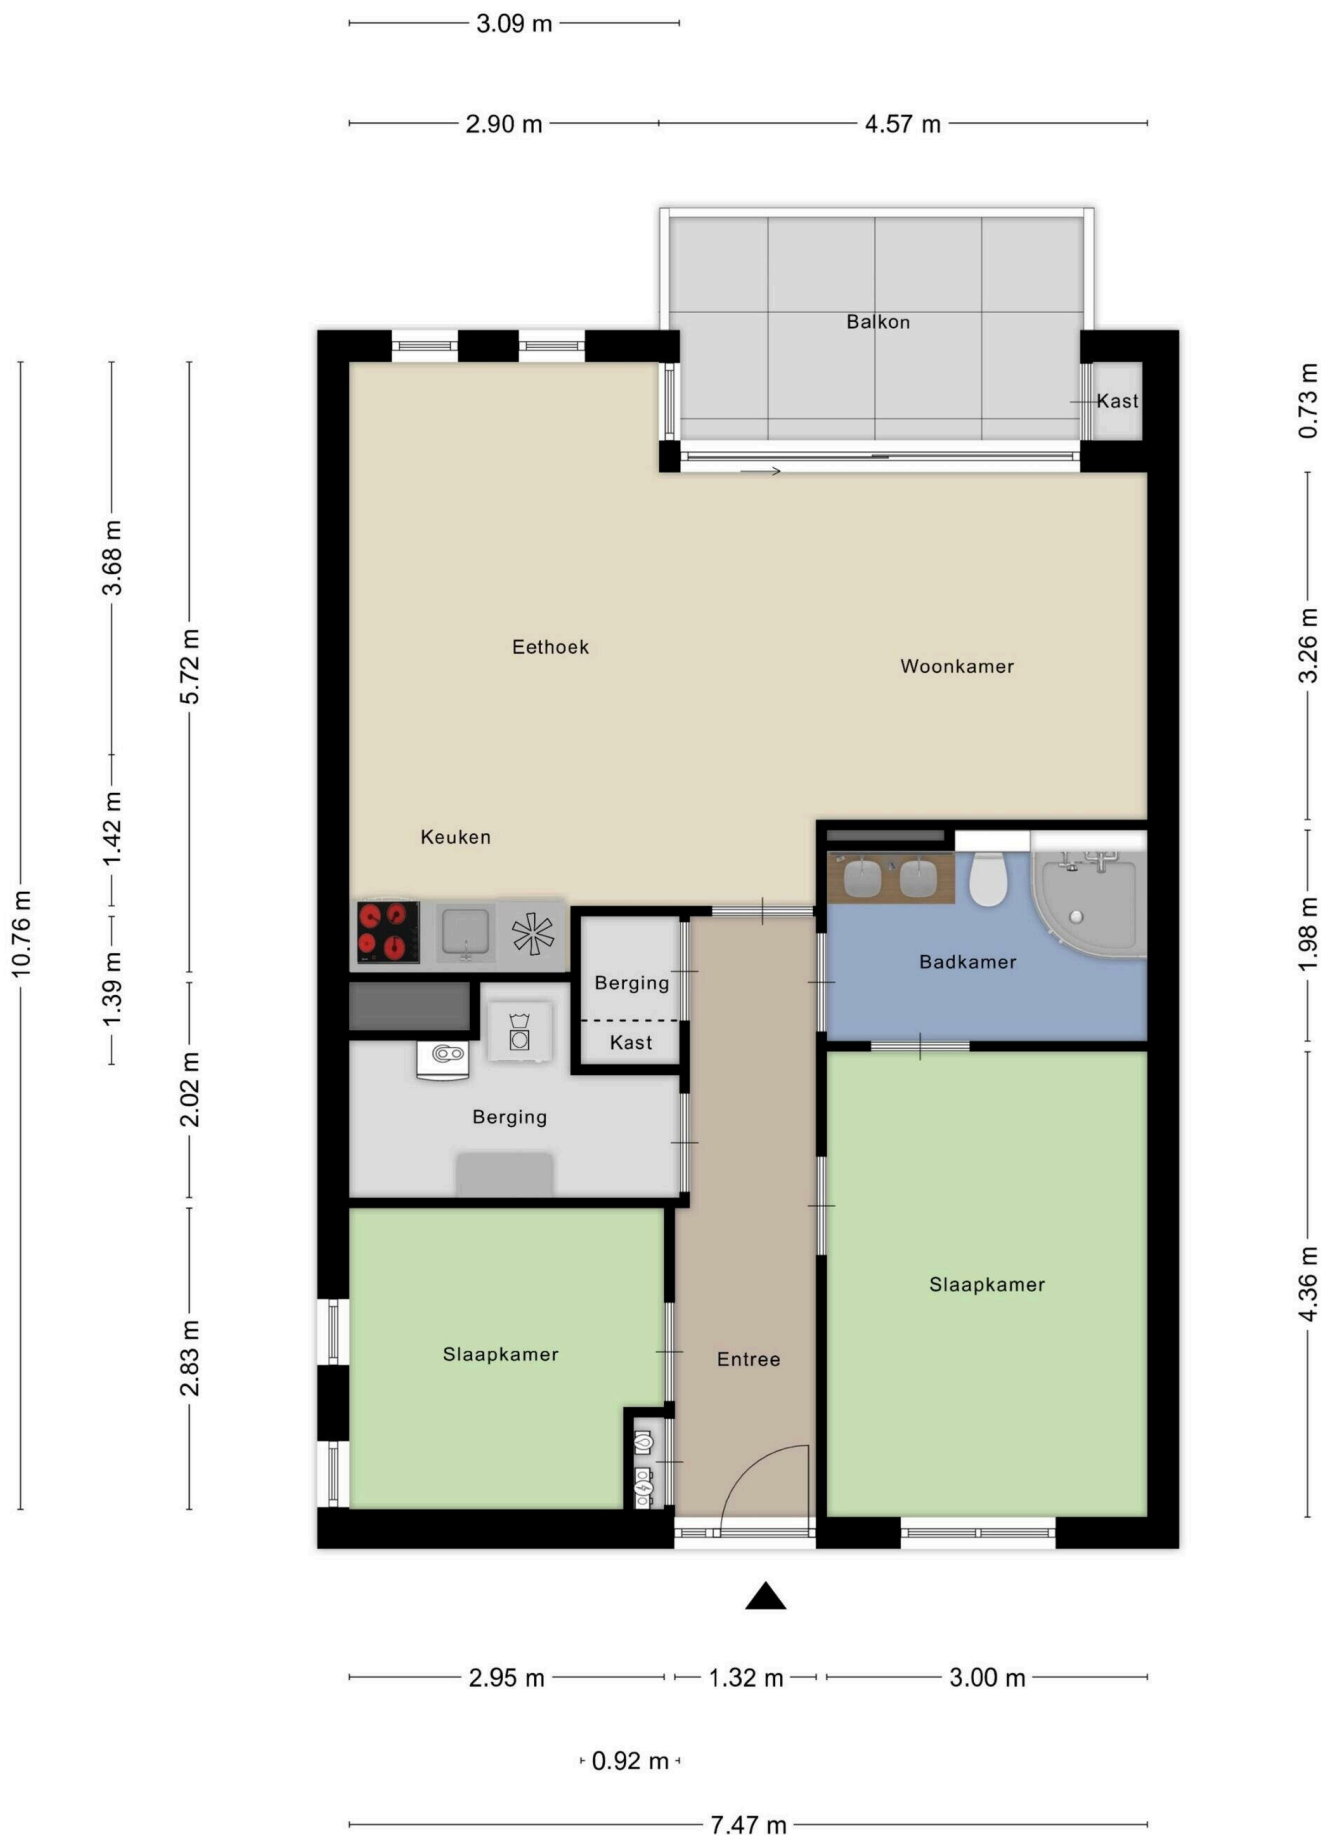 3.09 m
2.90 m
4.57 m
Balkon
Kast
0.73 m
3.68 m
5.72 m
3.26 m
Eethoek
Woonkamer
1.42 m
Keuken
10.76 m
1.39 m
1.98 m
Badkamer
Berging
Kast
2.02 m
Berging
Slaapkamer
4.36 m
2.83 m
Slaapkamer
Entree
2.95 m
1.32 m
3.00 m
0.92 m
7.47 m